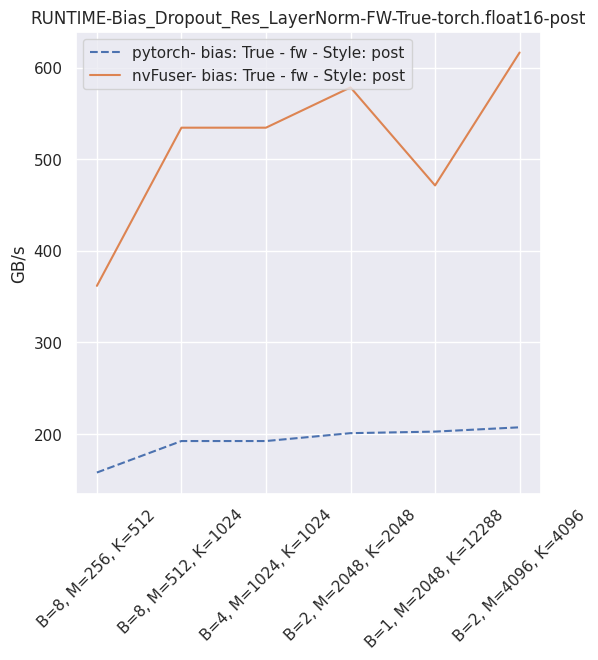 RUNTIME-Bias_Dropout_Res_LayerNorm-FW-True-torch.float16-post
pytorch- bias: True - fw - Style: post
nvFuser- bias: True - fw - Style: post
GB/s
600
500
400
300
200
B=8, M=256, K=512
B=8, M=512, K=1024
B=4, M=1024, K=1024
B=2, M=2048, K=2048
B=1, M=2048, K=12288
B=2, M=4096, K=4096